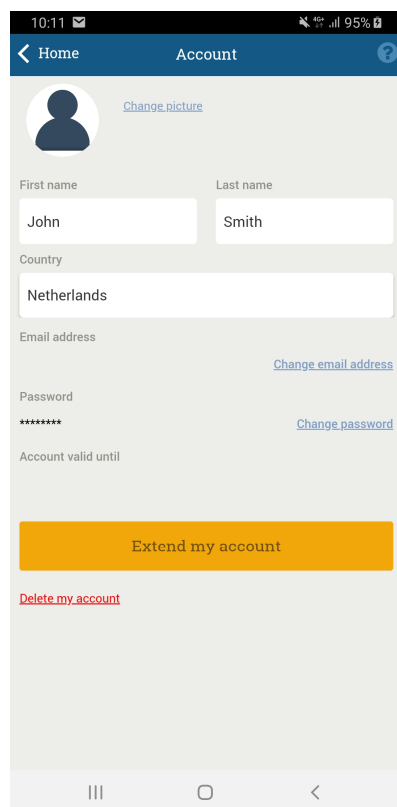 10:11 4G+ 95%
Home Account ?
Change picture
First name Last name
John Smith
Country
Netherlands
Email address
Change email address
Password
******** Change password
Account valid until
Extend my account
Delete my account